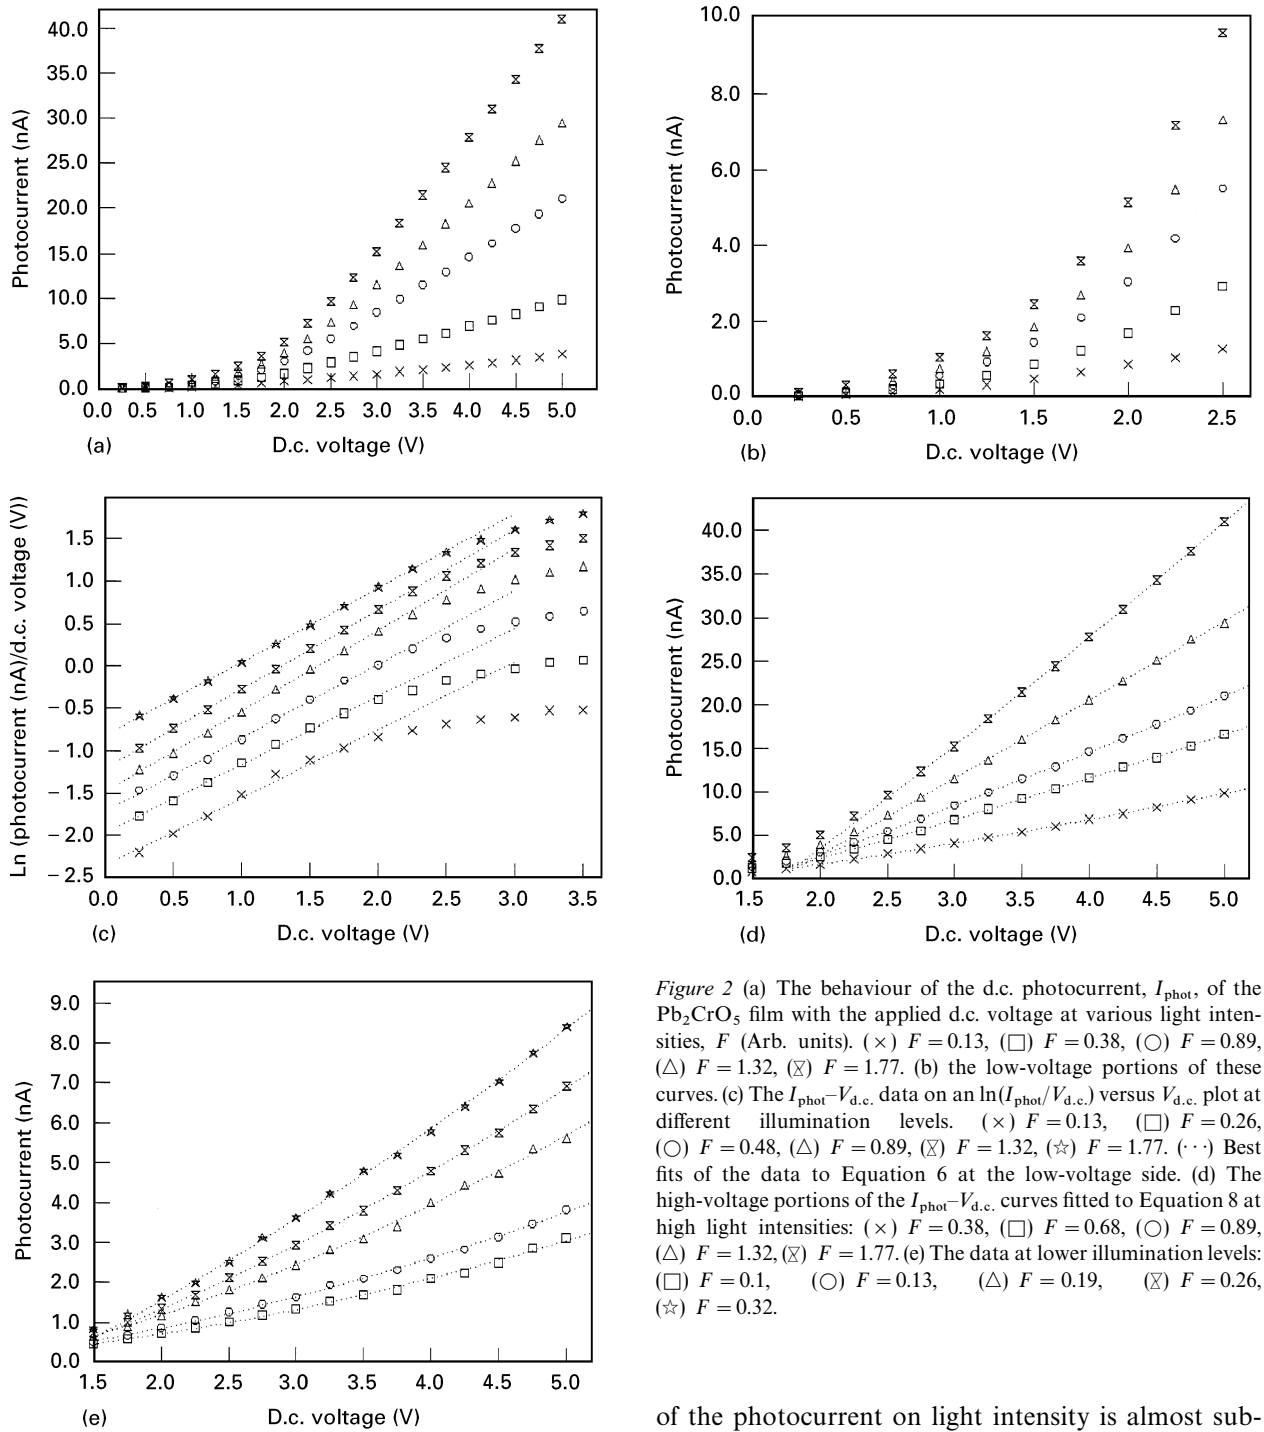 40.0
35.0
30.0
25.0
20.0
15.0
10.0
5.0
0.0
Photocurrent (nA)
0.0 0.5 1.0 1.5 2.0 2.5 3.0 3.5 4.0 4.5 5.0
(a) D.c. voltage (V)
10.0
8.0
6.0
4.0
2.0
0.0
Photocurrent (nA)
0.0 0.5 1.0 1.5 2.0 2.5
(b) D.c. voltage (V)
1.5
1.0
0.5
0.0
− 0.5
− 1.0
− 1.5
− 2.0
− 2.5
Ln (photocurrent (nA)/d.c. voltage (V))
0.0 0.5 1.0 1.5 2.0 2.5 3.0 3.5
(c) D.c. voltage (V)
40.0
35.0
30.0
25.0
20.0
15.0
10.0
5.0
0.0
Photocurrent (nA)
1.5 2.0 2.5 3.0 3.5 4.0 4.5 5.0
(d) D.c. voltage (V)
9.0
8.0
7.0
6.0
5.0
4.0
3.0
2.0
1.0
0.0
Photocurrent (nA)
1.5 2.0 2.5 3.0 3.5 4.0 4.5 5.0
(e) D.c. voltage (V)
Figure 2 (a) The behaviour of the d.c. photocurrent, I_phot, of the
Pb₂CrO₅ film with the applied d.c. voltage at various light inten-
sities, F (Arb. units). (×) F = 0.13, (□) F = 0.38, (○) F = 0.89,
(△) F = 1.32, (⧖) F = 1.77. (b) the low-voltage portions of these
curves. (c) The I_phot–V_d.c. data on an ln(I_phot/V_d.c.) versus V_d.c. plot at
different illumination levels. (×) F = 0.13, (□) F = 0.26,
(○) F = 0.48, (△) F = 0.89, (⧖) F = 1.32, (☆) F = 1.77. (···) Best
fits of the data to Equation 6 at the low-voltage side. (d) The
high-voltage portions of the I_phot–V_d.c. curves fitted to Equation 8 at
high light intensities: (×) F = 0.38, (□) F = 0.68, (○) F = 0.89,
(△) F = 1.32, (⧖) F = 1.77. (e) The data at lower illumination levels:
(□) F = 0.1, (○) F = 0.13, (△) F = 0.19, (⧖) F = 0.26,
(☆) F = 0.32.
of the photocurrent on light intensity is almost sub-